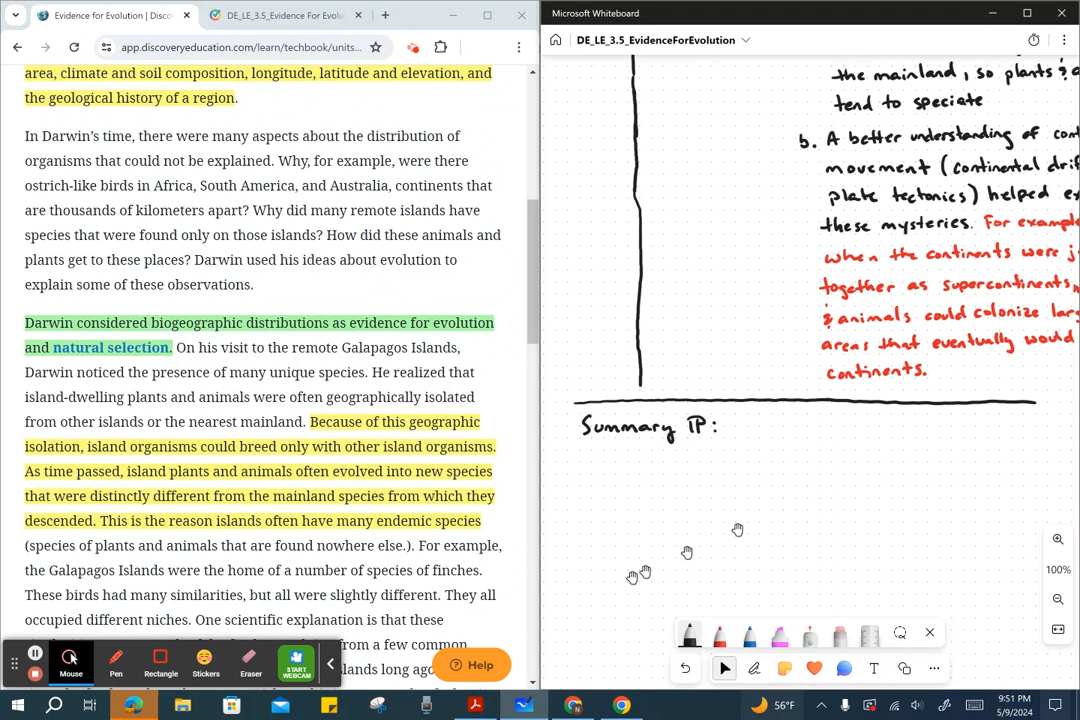 Evidence for Evolution | Disco
DE_LE_3.5_Evidence For Evolu
app.discoveryeducation.com/learn/techbook/units...
area, climate and soil composition, longitude, latitude and elevation, and
the geological history of a region.
In Darwin's time, there were many aspects about the distribution of
organisms that could not be explained. Why, for example, were there
ostrich-like birds in Africa, South America, and Australia, continents that
are thousands of kilometers apart? Why did many remote islands have
species that were found only on those islands? How did these animals and
plants get to these places? Darwin used his ideas about evolution to
explain some of these observations.
Darwin considered biogeographic distributions as evidence for evolution
and natural selection. On his visit to the remote Galapagos Islands,
Darwin noticed the presence of many unique species. He realized that
island-dwelling plants and animals were often geographically isolated
from other islands or the nearest mainland. Because of this geographic
isolation, island organisms could breed only with other island organisms.
As time passed, island plants and animals often evolved into new species
that were distinctly different from the mainland species from which they
descended. This is the reason islands often have many endemic species
(species of plants and animals that are found nowhere else.). For example,
the Galapagos Islands were the home of a number of species of finches.
These birds had many similarities, but all were slightly different. They all
occupied different niches. One scientific explanation is that these
from a few common
islands long ago
Mouse
Pen
Rectangle
Stickers
Eraser
START WEBCAM
Help
Microsoft Whiteboard
DE_LE_3.5_EvidenceForEvolution
the mainland, so plants & a
tend to speciate
b. A better understanding of con
movement (continental drif
plate tectonics) helped e
these mysteries. For example
when the continents were j
together as supercontinents,
& animals could colonize lar
areas that eventually would
continents.
Summary IP:
100%
56°F
9:51 PM
5/9/2024